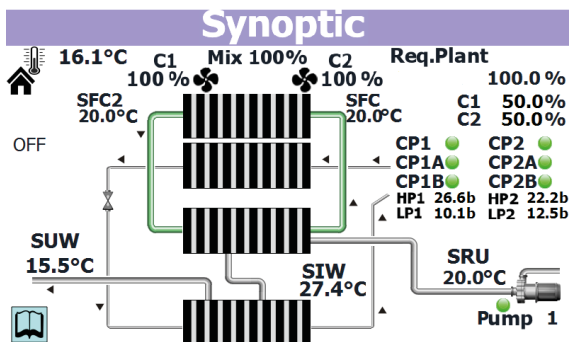 Synoptic
16.1°C
C1
Mix 100%
C2
Req.Plant
100 %
100 %
100.0 %
SFC2
SFC
C1 50.0%
20.0°C
20.0°C
C2 50.0%
OFF
CP1
CP2
CP1A
CP2A
CP1B
CP2B
HP1 26.6b
HP2 22.2b
LP1 10.1b
LP2 12.5b
SUW
15.5°C
SIW
27.4°C
SRU
20.0°C
Pump 1